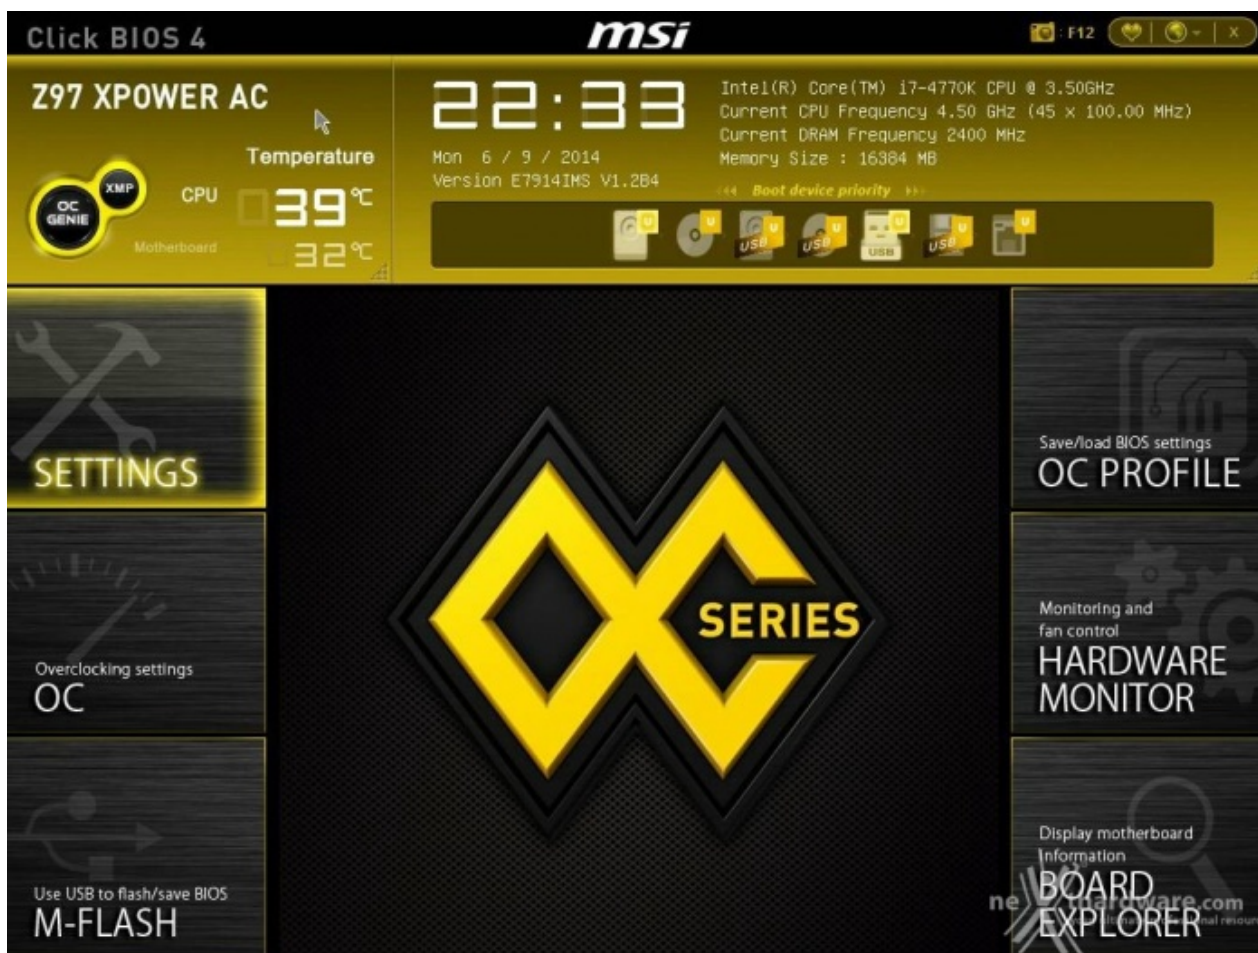 Click BIOS 4
msi
: F12
X
Z97 XPOWER AC
22:33
Intel(R) Core(TM) i7-4770K CPU @ 3.50GHz
Current CPU Frequency 4.50 GHz (45 x 100.00 MHz)
Current DRAM Frequency 2400 MHz
Memory Size : 16384 MB
Mon 6 / 9 / 2014
Version E7914IMS V1.2B4
Temperature
XMP
OC
GENIE
CPU
39°C
Motherboard
32°C
Boot device priority
U
U
U
USB
U
USB
U
USB
U
USB
U
SETTINGS
Overclocking settings
OC
Use USB to flash/save BIOS
M-FLASH
OC
SERIES
Save/load BIOS settings
OC PROFILE
Monitoring and
fan control
HARDWARE
MONITOR
Display motherboard
Information
BOARD
EXPLORER
nexthardware.com